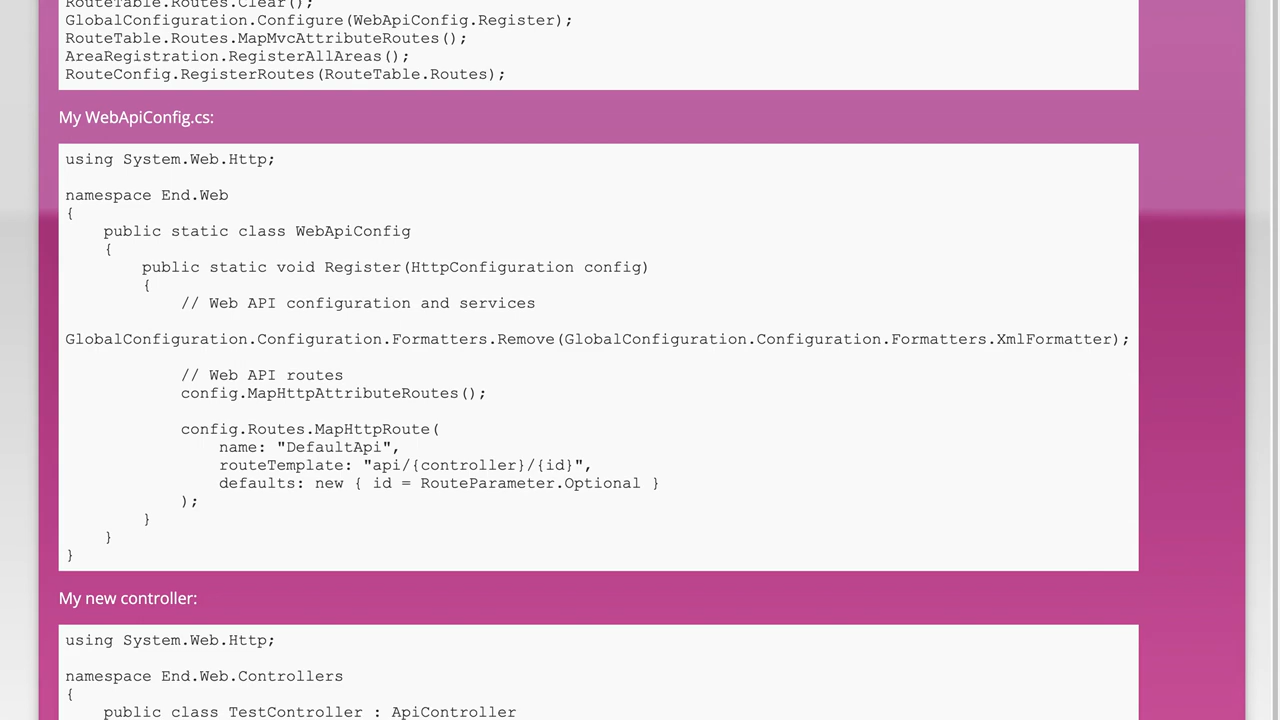 RouteTable.Routes.Clear();
GlobalConfiguration.Configure(WebApiConfig.Register);
RouteTable.Routes.MapMvcAttributeRoutes();
AreaRegistration.RegisterAllAreas();
RouteConfig.RegisterRoutes(RouteTable.Routes);
My WebApiConfig.cs:
using System.Web.Http;
namespace End.Web
{
public static class WebApiConfig
{
public static void Register(HttpConfiguration config)
{
// Web API configuration and services
GlobalConfiguration.Configuration.Formatters.Remove(GlobalConfiguration.Configuration.Formatters.XmlFormatter);
// Web API routes
config.MapHttpAttributeRoutes();
config.Routes.MapHttpRoute(
name: "DefaultApi",
routeTemplate: "api/{controller}/{id}",
defaults: new { id = RouteParameter.Optional }
);
}
}
}
My new controller:
using System.Web.Http;
namespace End.Web.Controllers
{
public class TestController : ApiController